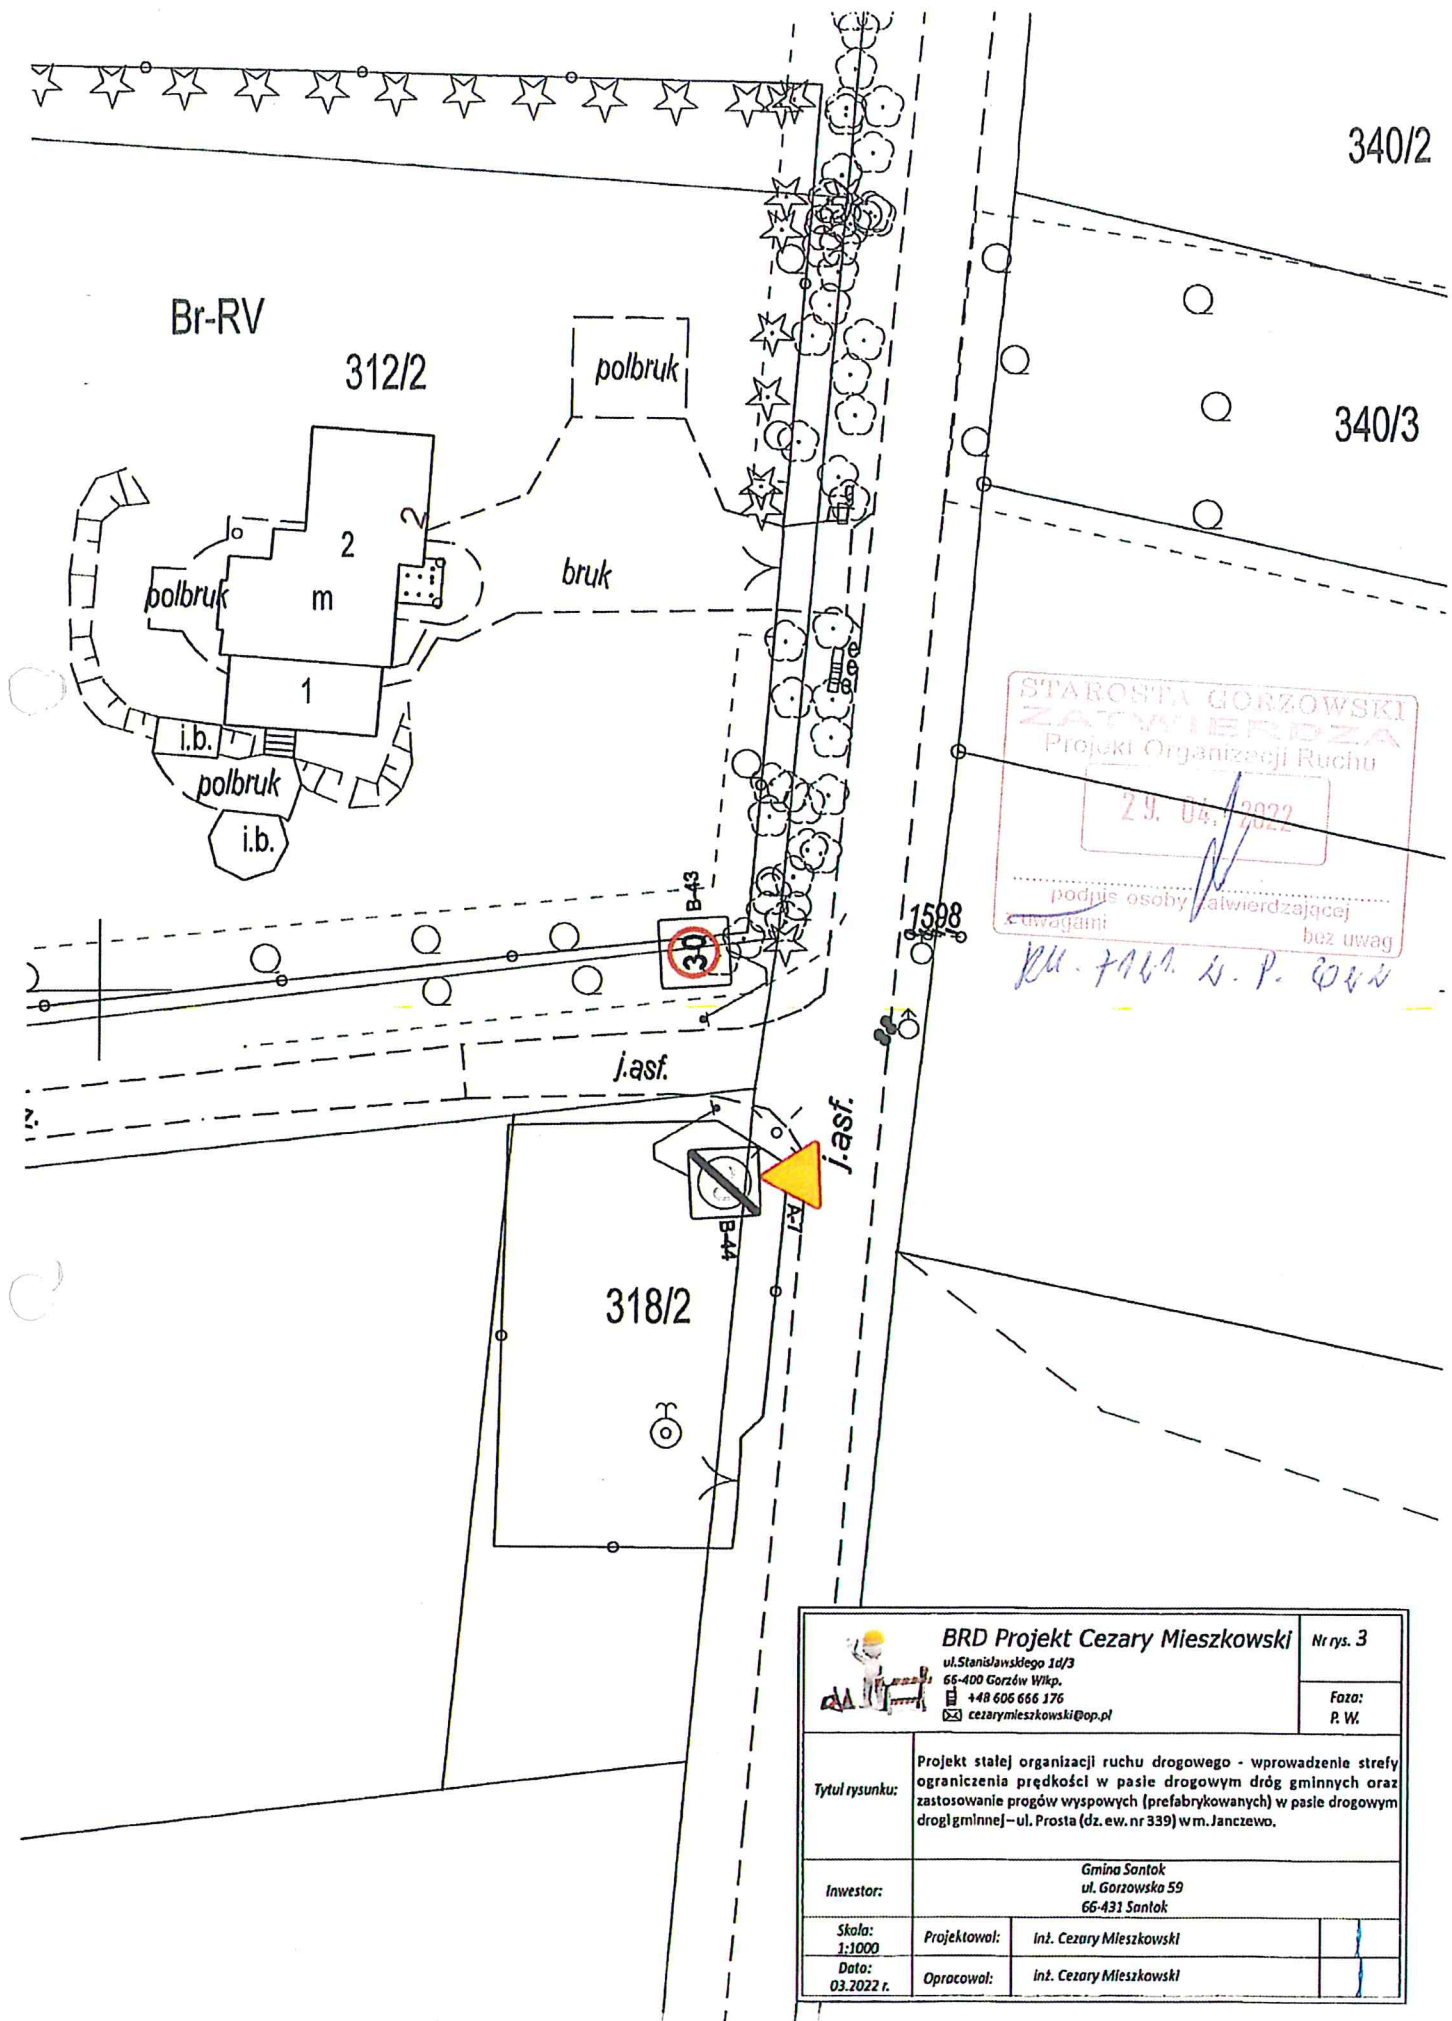 340/2
Br-RV
312/2
polbruk
340/3
2
2
bruk
polbruk
m
1
i.b.
polbruk
i.b.
STAROSTA GORZOWSKI
ZATWIERDZA
Projekt Organizacji Ruchu
29. 04. 2022
podpis osoby zatwierdzającej
z uwagami
bez uwag
B-43
30
1598
j.asf.
j.asf.
A-7
B-44
318/2
BRD Projekt Cezary Mieszkowski
Nr rys. 3
ul.Stanisławskiego 1d/3
66-400 Gorzów Wlkp.
+48 606 666 176
cezarymieszkowski@op.pl
Faza:
P. W.
Tytuł rysunku:
Projekt stałej organizacji ruchu drogowego - wprowadzenie strefy
ograniczenia prędkości w pasie drogowym dróg gminnych oraz
zastosowanie progów wyspowych (prefabrykowanych) w pasie drogowym
drogi gminnej – ul. Prosta (dz. ew. nr 339) w m. Janczewo.
Inwestor:
Gmina Santok
ul. Gorzowska 59
66-431 Santok
Skala:
1:1000
Projektował:
inż. Cezary Mieszkowski
Data:
03.2022 r.
Opracował:
inż. Cezary Mieszkowski